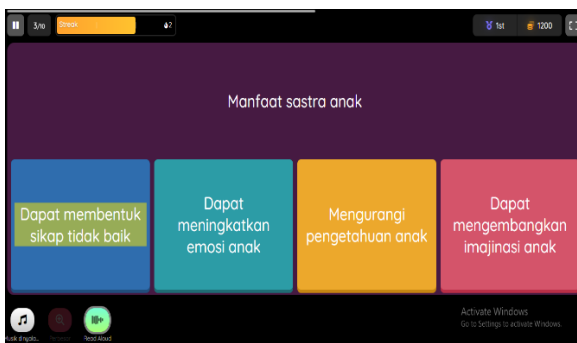 3/10
Streak
2
1st
1200
Manfaat sastra anak
Dapat membentuk
sikap tidak baik
Dapat
meningkatkan
emosi anak
Mengurangi
pengetahuan anak
Dapat
mengembangkan
imajinasi anak
Activate Windows
Go to Settings to activate Windows.
Read Aloud